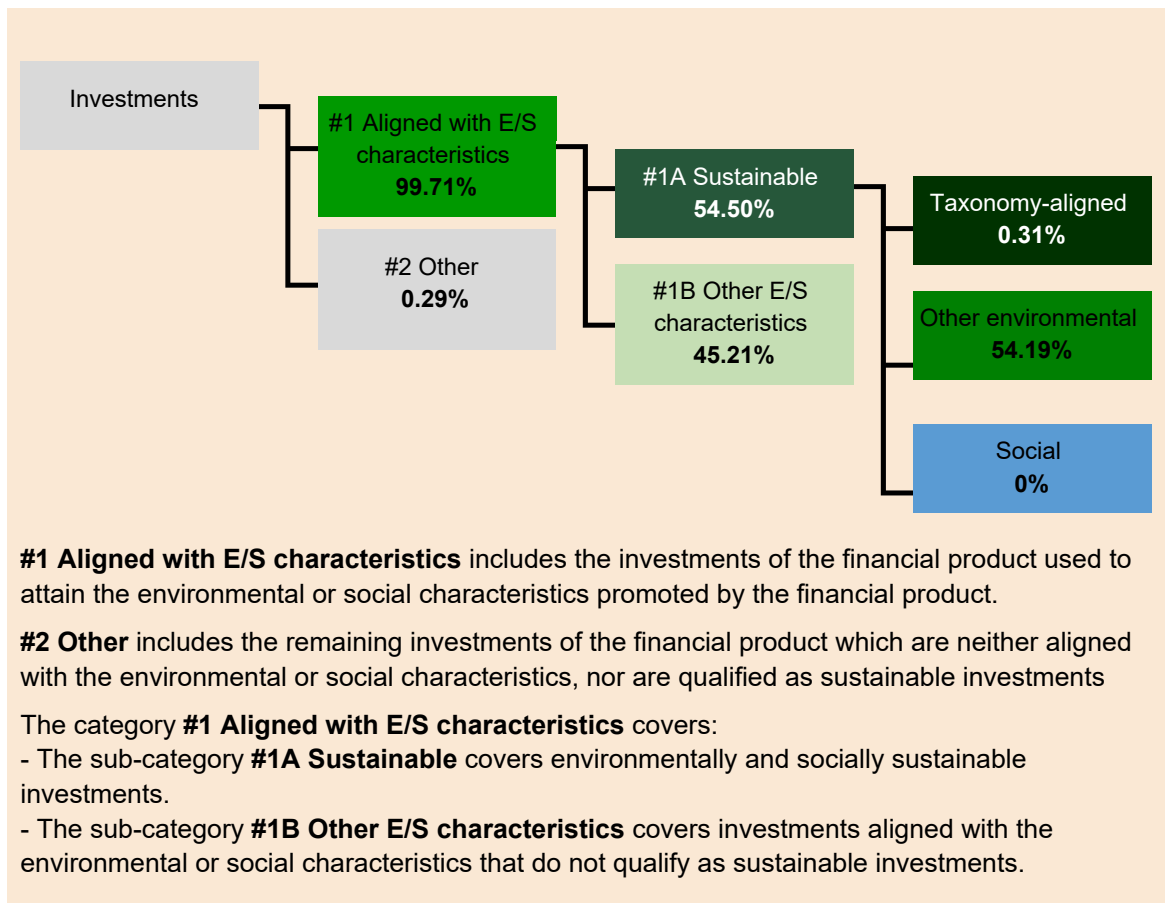 Investments
#1 Aligned with E/S
characteristics
99.71%
#2 Other
0.29%
#1A Sustainable
54.50%
#1B Other E/S
characteristics
45.21%
Taxonomy-aligned
0.31%
Other environmental
54.19%
Social
0%
#1 Aligned with E/S characteristics includes the investments of the financial product used to
attain the environmental or social characteristics promoted by the financial product.
#2 Other includes the remaining investments of the financial product which are neither aligned
with the environmental or social characteristics, nor are qualified as sustainable investments
The category #1 Aligned with E/S characteristics covers:
- The sub-category #1A Sustainable covers environmentally and socially sustainable
investments.
- The sub-category #1B Other E/S characteristics covers investments aligned with the
environmental or social characteristics that do not qualify as sustainable investments.